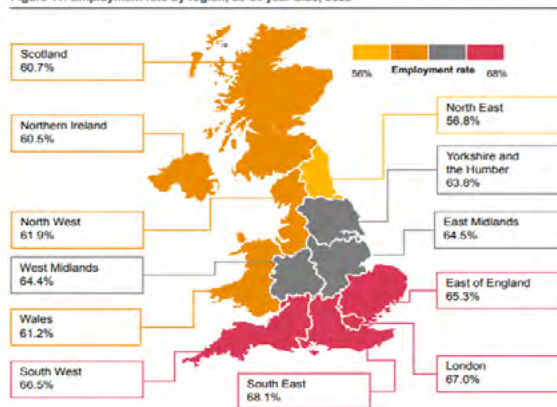 Scotland
60.7%
56%
Employment rate
68%
North East
56.8%
Northern Ireland
60.5%
Yorkshire and
the Humber
63.8%
North West
61.9%
East Midlands
64.5%
West Midlands
64.4%
East of England
65.3%
Wales
61.2%
South West
66.5%
South East
68.1%
London
67.0%